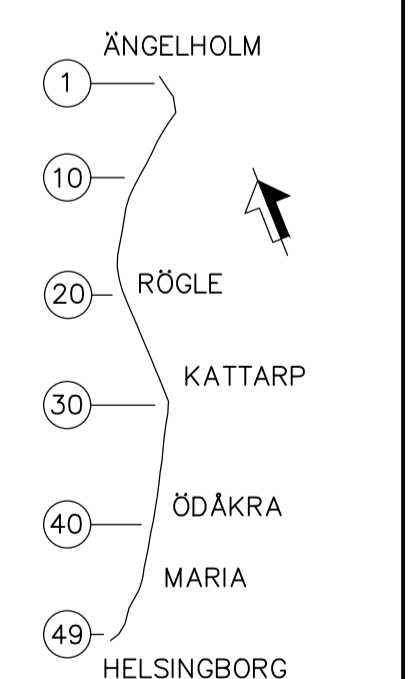 ÄNGELHOLM
1
10
RÖGLE
20
KATTARP
30
ÖDÅKRA
40
MARIA
49
HELSINGBORG